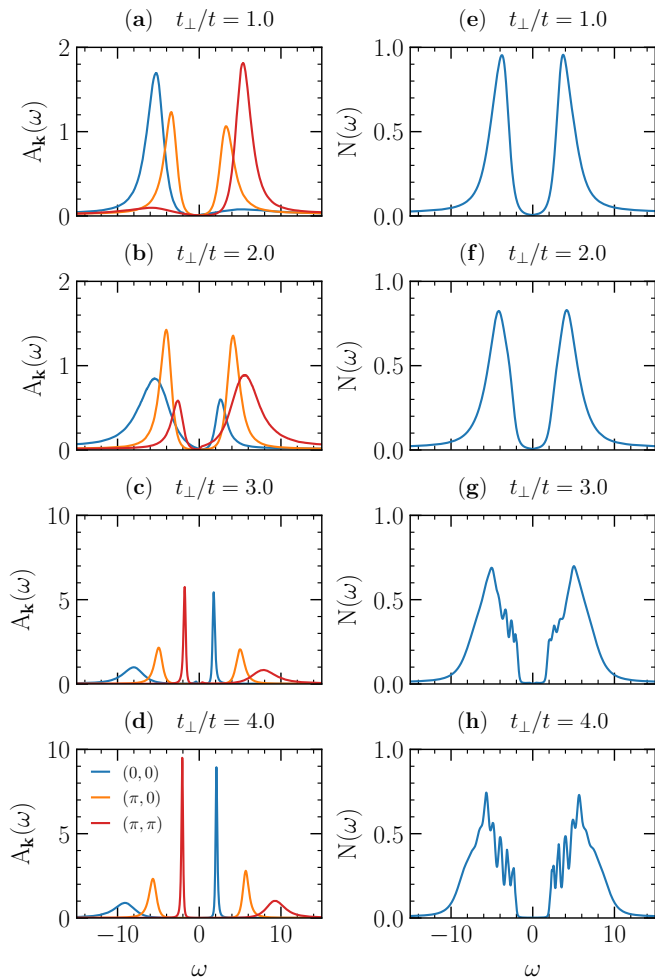 (a) t⊥/t = 1.0
2
1
0
A_k(ω)
(e) t⊥/t = 1.0
1.0
0.5
0.0
N(ω)
(b) t⊥/t = 2.0
2
1
0
A_k(ω)
(f) t⊥/t = 2.0
1.0
0.5
0.0
N(ω)
(c) t⊥/t = 3.0
10
5
0
A_k(ω)
(g) t⊥/t = 3.0
1.0
0.5
0.0
N(ω)
(d) t⊥/t = 4.0
10
5
0
A_k(ω)
(0, 0)
(π, 0)
(π, π)
−10 0 10
ω
(h) t⊥/t = 4.0
1.0
0.5
0.0
N(ω)
−10 0 10
ω